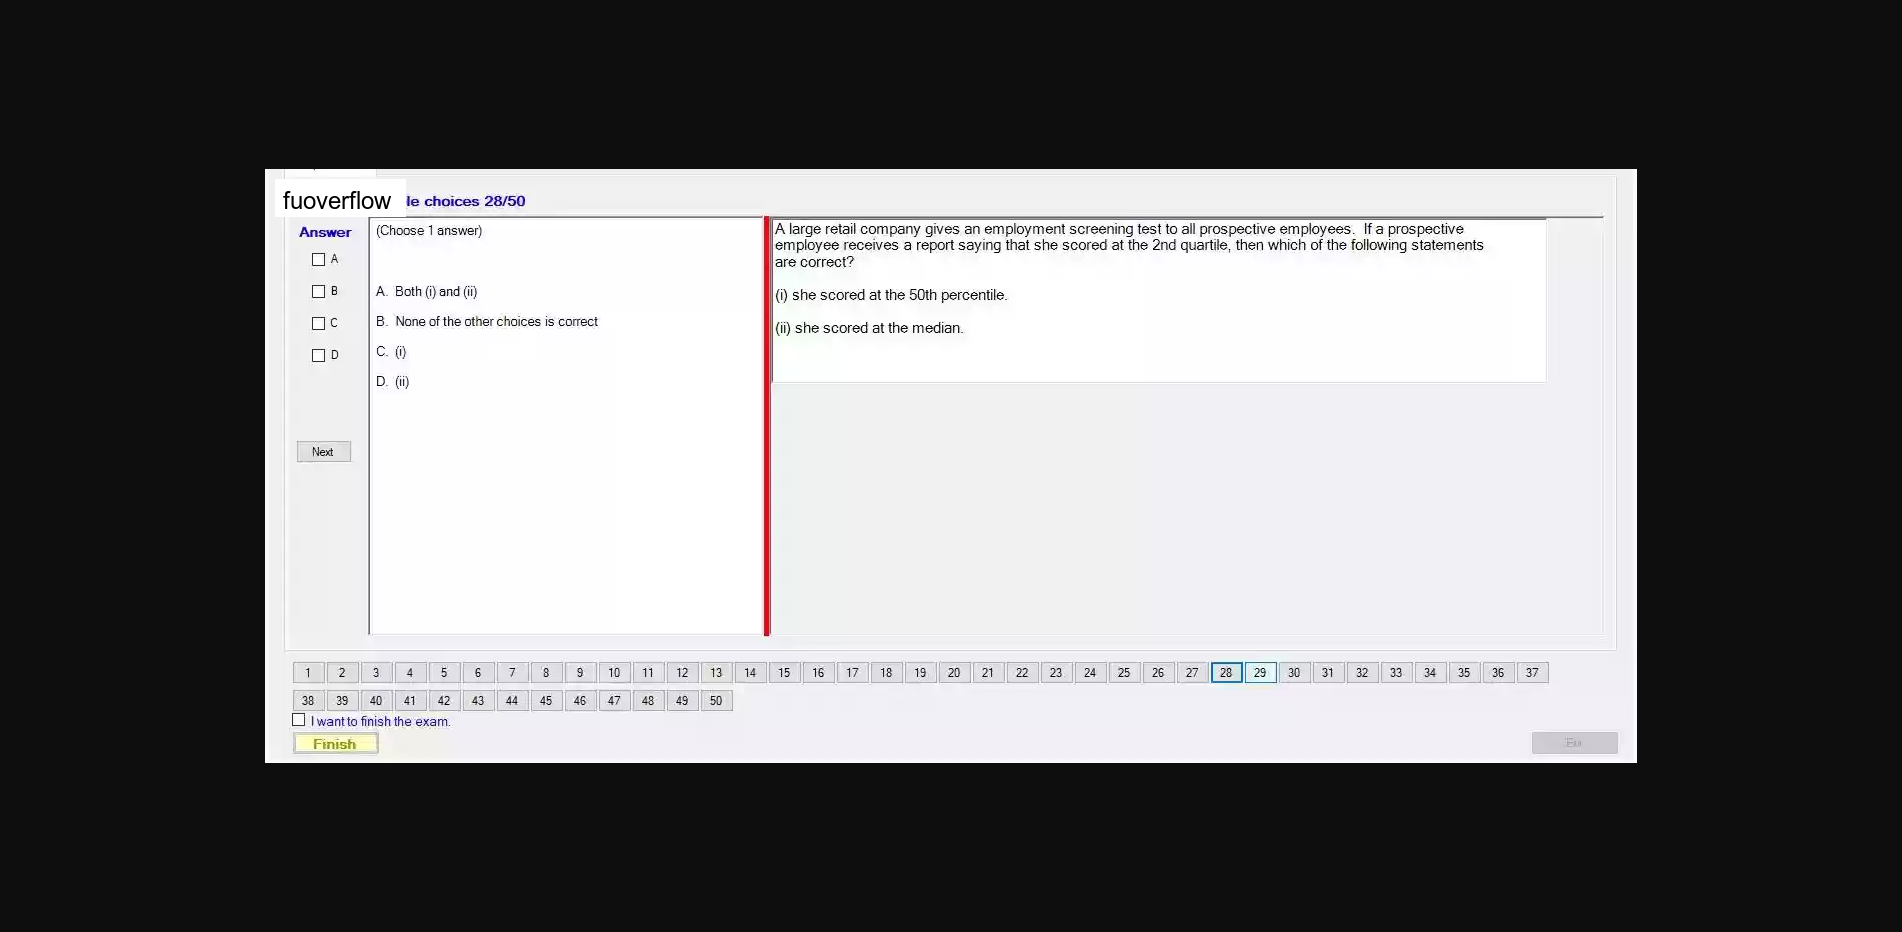 fuoverflow le choices 28/50
Answer
A
B
C
D
Next
(Choose 1 answer)
A. Both (i) and (ii)
B. None of the other choices is correct
C. (i)
D. (ii)
A large retail company gives an employment screening test to all prospective employees. If a prospective
employee receives a report saying that she scored at the 2nd quartile, then which of the following statements
are correct?
(i) she scored at the 50th percentile.
(ii) she scored at the median.
1 2 3 4 5 6 7 8 9 10 11 12 13 14 15 16 17 18 19 20 21 22 23 24 25 26 27 28 29 30 31 32 33 34 35 36 37
38 39 40 41 42 43 44 45 46 47 48 49 50
I want to finish the exam.
Finish